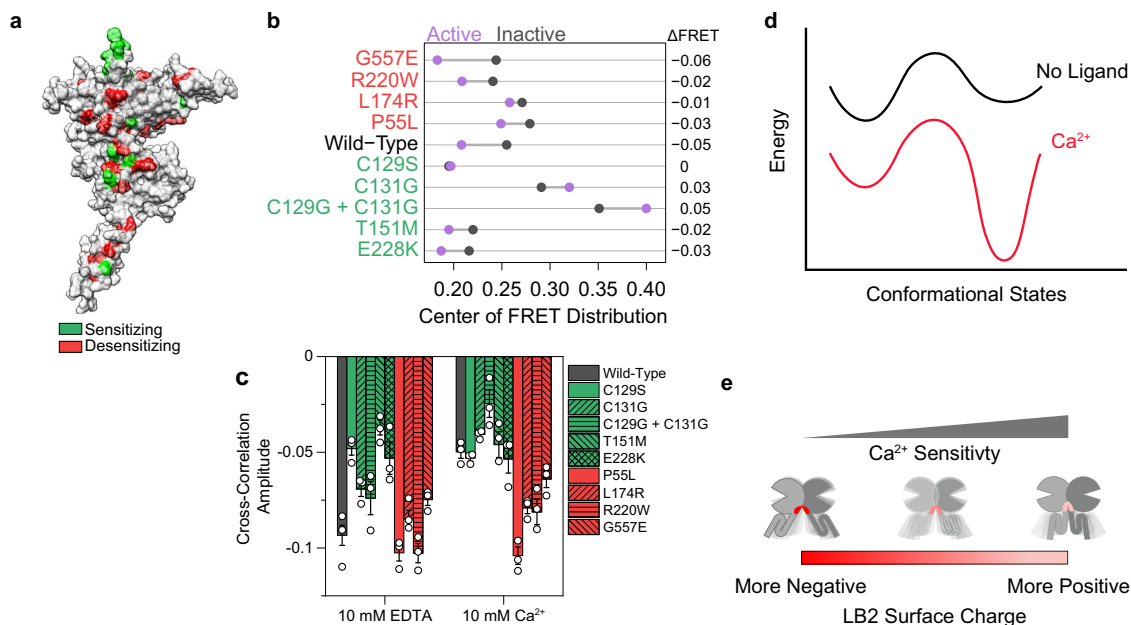 a
Sensitizing
Desensitizing
b
Active Inactive ΔFRET
G557E −0.06
R220W −0.02
L174R −0.01
P55L −0.03
Wild−Type −0.05
C129S 0
C131G 0.03
C129G + C131G 0.05
T151M −0.02
E228K −0.03
0.20 0.25 0.30 0.35 0.40
Center of FRET Distribution
c
0
-0.05
-0.1
Cross-Correlation
Amplitude
10 mM EDTA 10 mM Ca²⁺
Wild-Type
C129S
C131G
C129G + C131G
T151M
E228K
P55L
L174R
R220W
G557E
d
Energy
No Ligand
Ca²⁺
Conformational States
e
Ca²⁺ Sensitivty
More Negative More Positive
LB2 Surface Charge